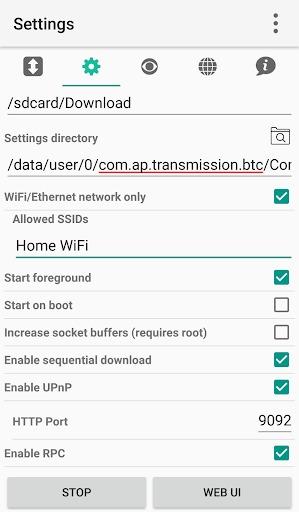 Settings
/sdcard/Download
Settings directory
/data/user/0/com.ap.transmission.btc/Con
WiFi/Ethernet network only
Allowed SSIDs
Home WiFi
Start foreground
Start on boot
Increase socket buffers (requires root)
Enable sequential download
Enable UPnP
HTTP Port 9092
Enable RPC
STOP WEB UI